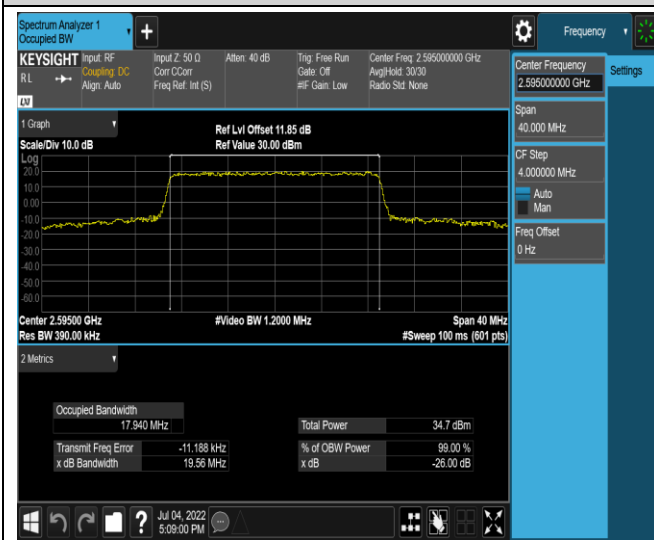 Spectrum Analyzer 1
Occupied BW
+
Frequency
KEYSIGHT
RL
LXI
Input: RF
Coupling: DC
Align: Auto
Input Z: 50 Ω
Corr CCorr
Freq Ref: Int (S)
Atten: 40 dB
Trig: Free Run
Gate: Off
#IF Gain: Low
Center Freq: 2.595000000 GHz
Avg|Hold: 30/30
Radio Std: None
Center Frequency
2.595000000 GHz
Settings
Span
40.000 MHz
CF Step
4.000000 MHz
Auto
Man
Freq Offset
0 Hz
1 Graph
Scale/Div 10.0 dB
Ref Lvl Offset 11.85 dB
Ref Value 30.00 dBm
Log
20.0
10.0
0.00
-10.0
-20.0
-30.0
-40.0
-50.0
-60.0
Center 2.59500 GHz
#Video BW 1.2000 MHz
Span 40 MHz
Res BW 390.00 kHz
#Sweep 100 ms (601 pts)
2 Metrics
Occupied Bandwidth
17.940 MHz
Total Power 34.7 dBm
Transmit Freq Error -11.188 kHz
% of OBW Power 99.00 %
x dB Bandwidth 19.56 MHz
x dB -26.00 dB
?
Jul 04, 2022
5:09:00 PM